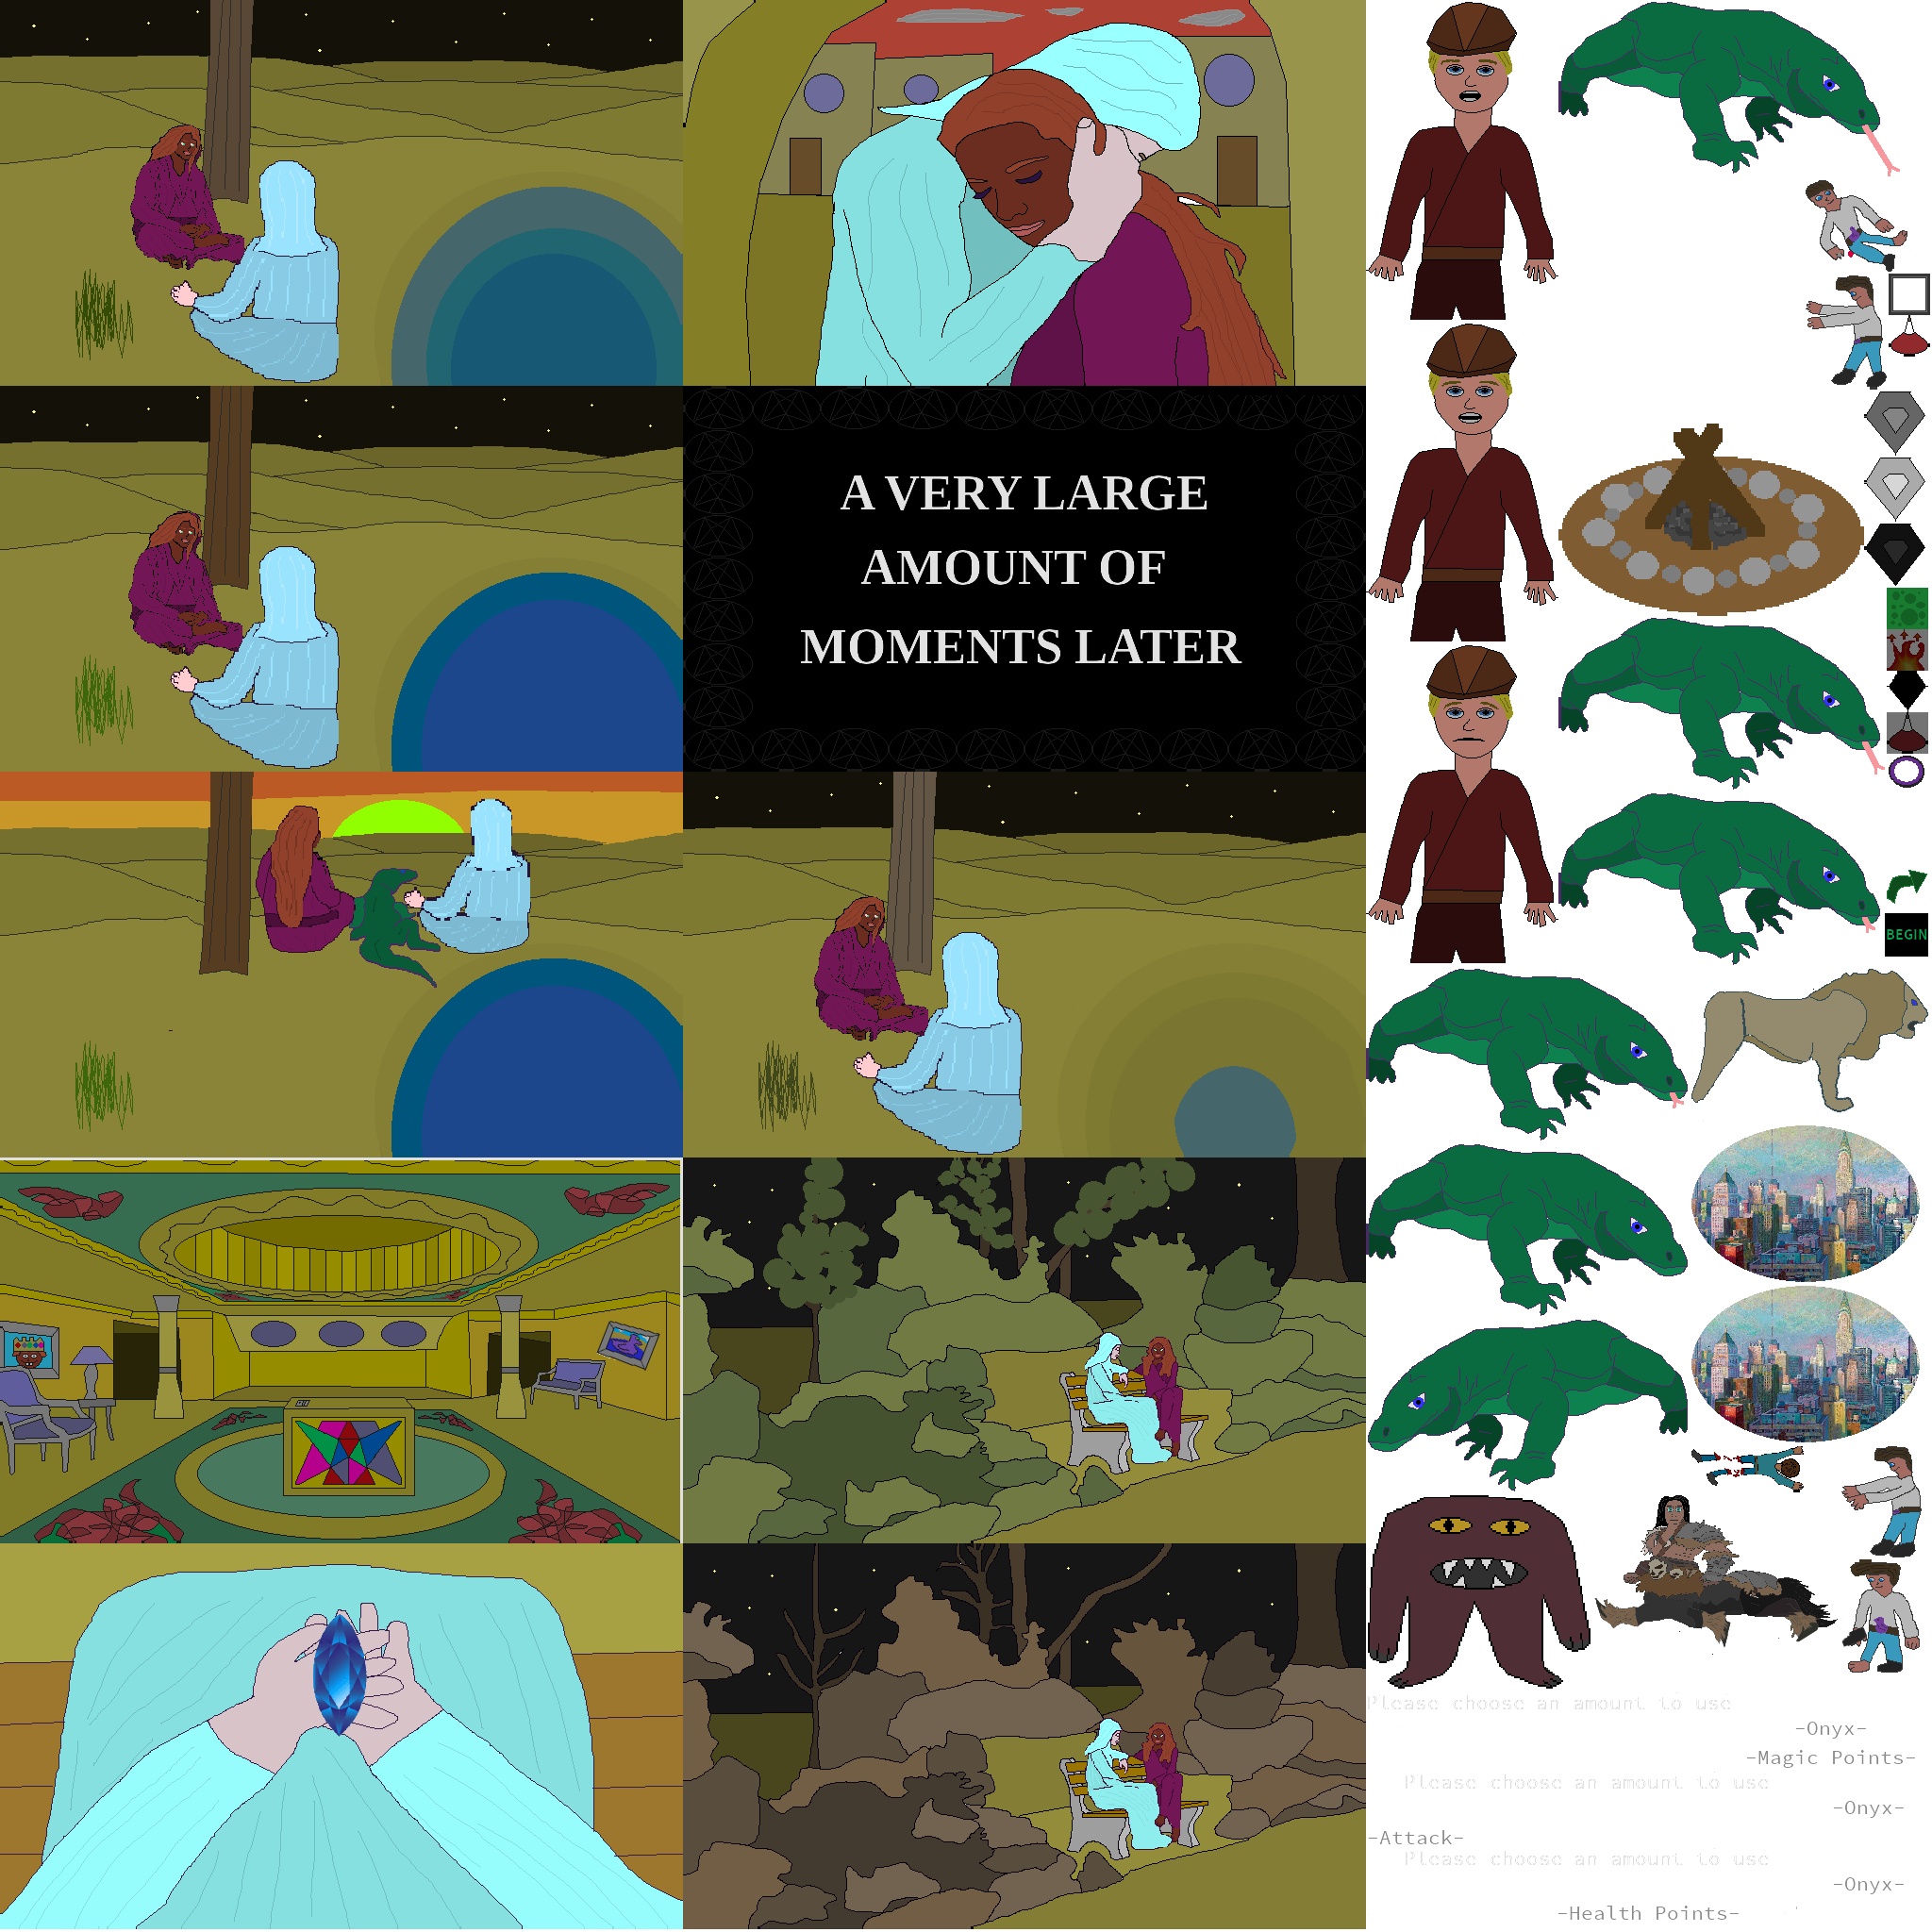 A VERY LARGE
AMOUNT OF
MOMENTS LATER
BEGIN
Please choose an amount to use
-Onyx-
-Magic Points-
Please choose an amount to use
-Onyx-
-Attack-
Please choose an amount to use
-Onyx-
-Health Points-